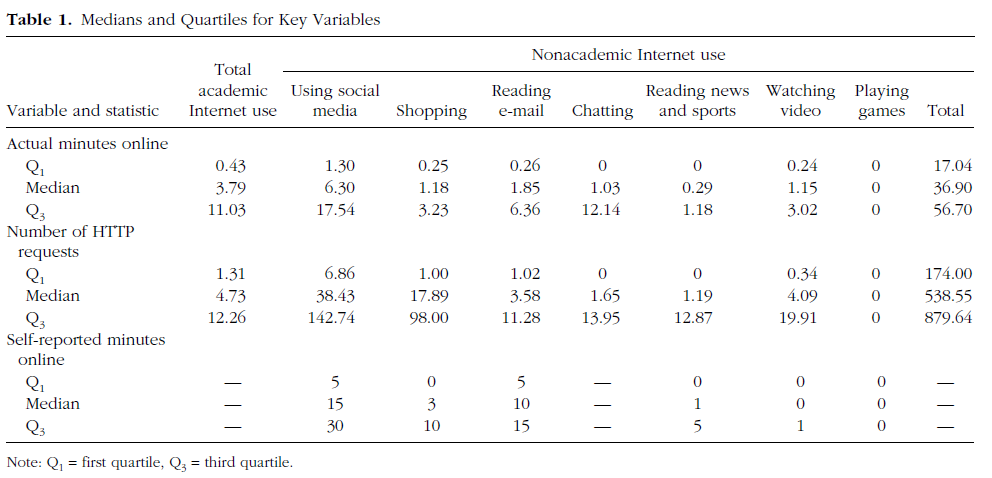 Table 1. Medians and Quartiles for Key Variables
Nonacademic Internet use
Total
academic Using social Reading Reading news Watching Playing
Variable and statistic Internet use media Shopping e-mail Chatting and sports video games Total
Actual minutes online
Q1 0.43 1.30 0.25 0.26 0 0 0.24 0 17.04
Median 3.79 6.30 1.18 1.85 1.03 0.29 1.15 0 36.90
Q3 11.03 17.54 3.23 6.36 12.14 1.18 3.02 0 56.70
Number of HTTP
requests
Q1 1.31 6.86 1.00 1.02 0 0 0.34 0 174.00
Median 4.73 38.43 17.89 3.58 1.65 1.19 4.09 0 538.55
Q3 12.26 142.74 98.00 11.28 13.95 12.87 19.91 0 879.64
Self-reported minutes
online
Q1 — 5 0 5 — 0 0 0 —
Median — 15 3 10 — 1 0 0 —
Q3 — 30 10 15 — 5 1 0 —
Note: Q1 = first quartile, Q3 = third quartile.